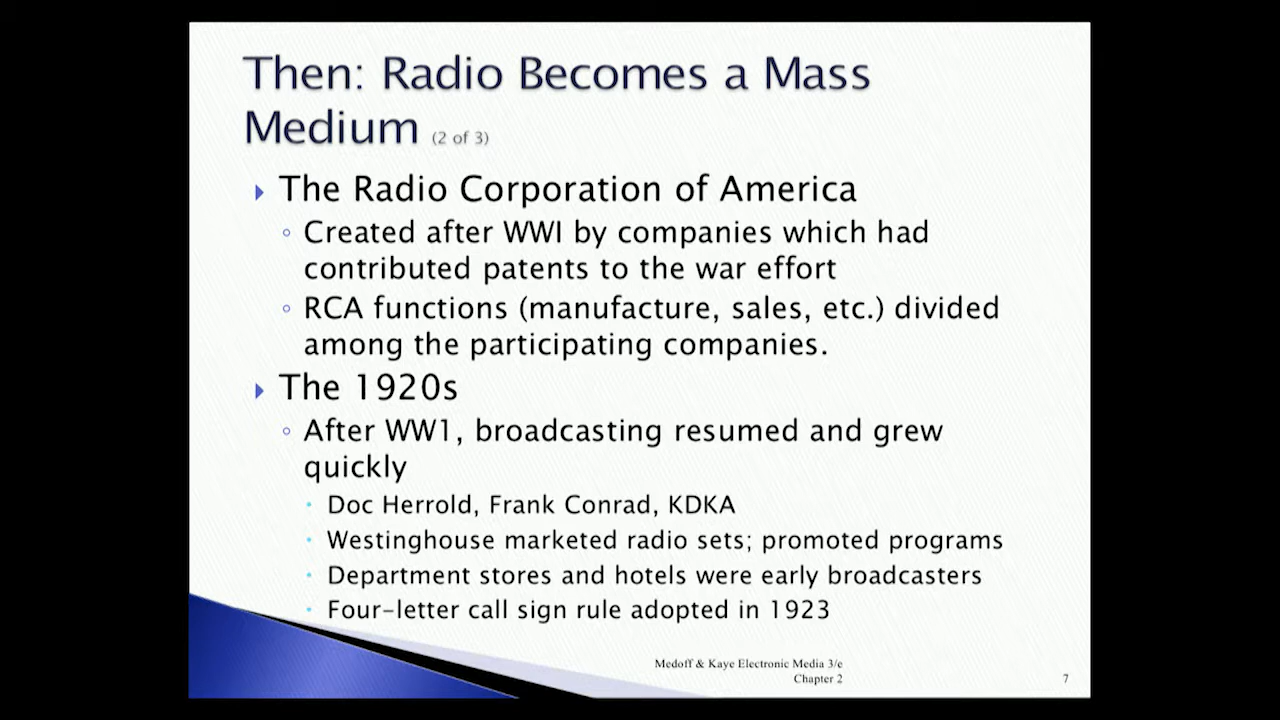 Then: Radio Becomes a Mass
Medium (2 of 3)
The Radio Corporation of America
Created after WWI by companies which had
contributed patents to the war effort
RCA functions (manufacture, sales, etc.) divided
among the participating companies.
The 1920s
After WW1, broadcasting resumed and grew
quickly
Doc Herrold, Frank Conrad, KDKA
Westinghouse marketed radio sets; promoted programs
Department stores and hotels were early broadcasters
Four-letter call sign rule adopted in 1923
Medoff & Kaye Electronic Media 3/e
Chapter 2
7